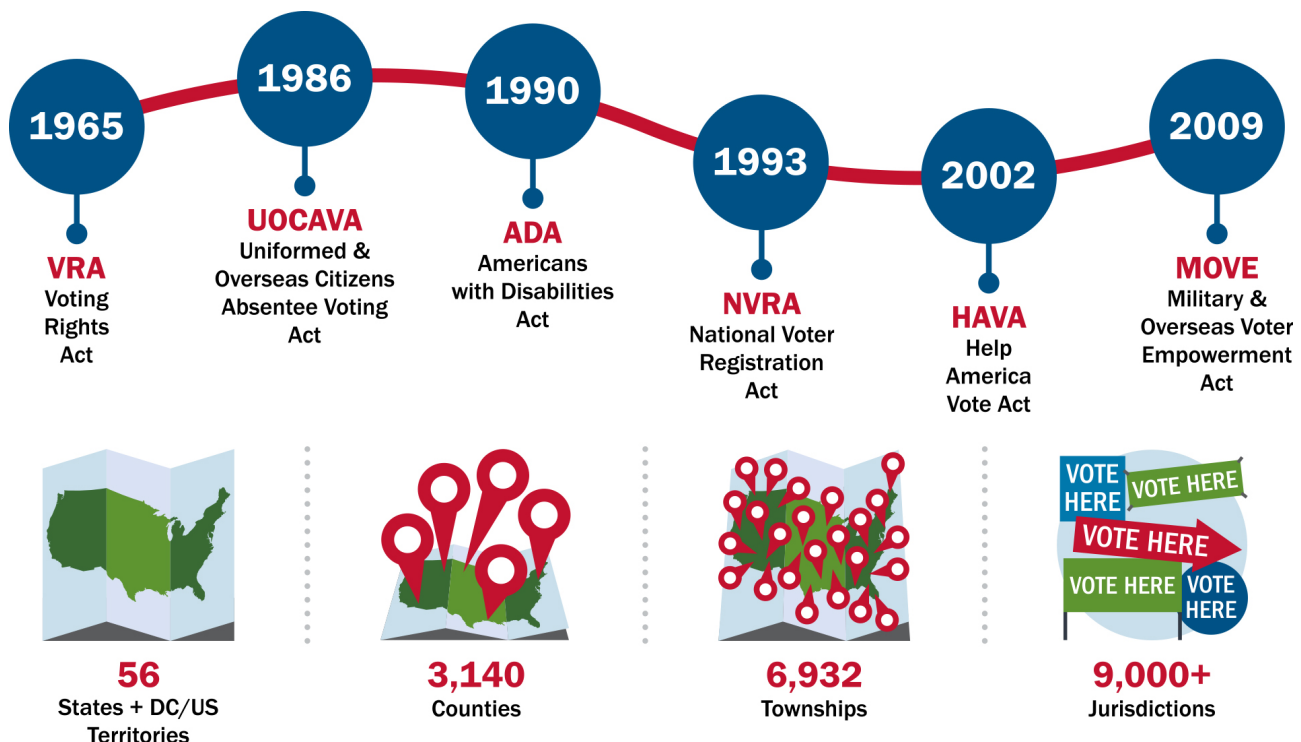 1965
VRA
Voting
Rights
Act
1986
UOCAVA
Uniformed &
Overseas Citizens
Absentee Voting
Act
1990
ADA
Americans
with Disabilities
Act
1993
NVRA
National Voter
Registration
Act
2002
HAVA
Help
America
Vote Act
2009
MOVE
Military &
Overseas Voter
Empowerment
Act
56
States + DC/US
Territories
3,140
Counties
6,932
Townships
VOTE
HERE
VOTE HERE
VOTE HERE
VOTE HERE
VOTE
HERE
9,000+
Jurisdictions